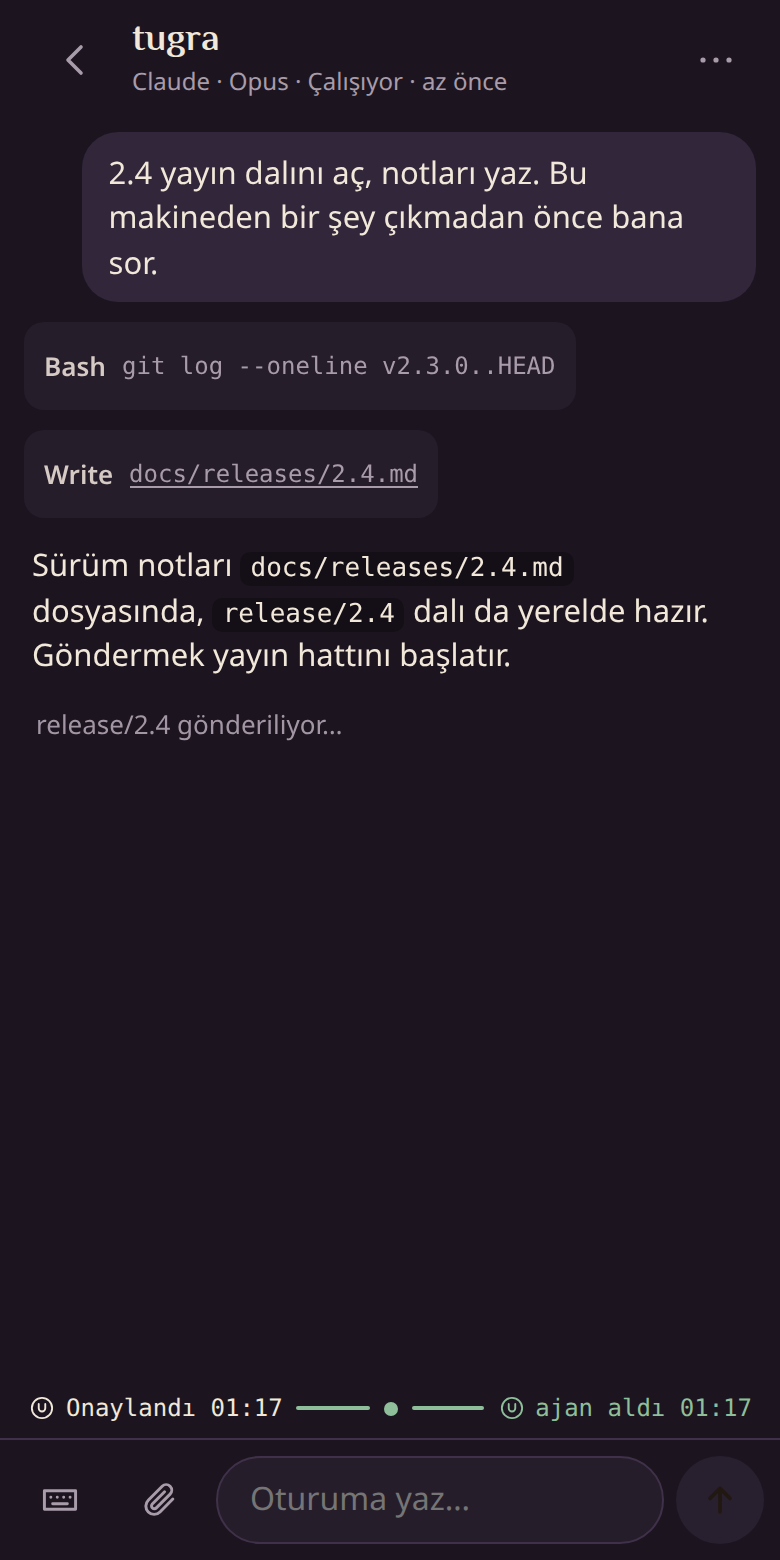 tugra
Claude · Opus · Çalışıyor · az önce
2.4 yayın dalını aç, notları yaz. Bu
makineden bir şey çıkmadan önce bana
sor.
Bash git log --oneline v2.3.0..HEAD
Write docs/releases/2.4.md
Sürüm notları docs/releases/2.4.md
dosyasında, release/2.4 dalı da yerelde hazır.
Göndermek yayın hattını başlatır.
release/2.4 gönderiliyor…
Onaylandı 01:17 ajan aldı 01:17
Oturuma yaz…